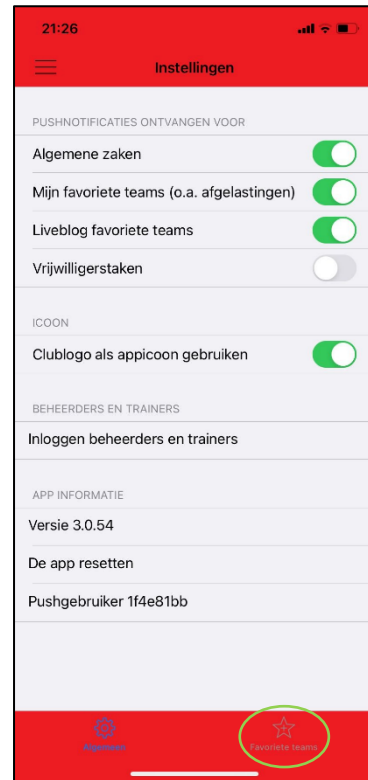 21:26
Instellingen
PUSHNOTIFICATIES ONTVANGEN VOOR
Algemene zaken
Mijn favoriete teams (o.a. afgelastingen)
Liveblog favoriete teams
Vrijwilligerstaken
ICOON
Clublogo als appicoon gebruiken
BEHEERDERS EN TRAINERS
Inloggen beheerders en trainers
APP INFORMATIE
Versie 3.0.54
De app resetten
Pushgebruiker 1f4e81bb
Algemeen Favoriete teams